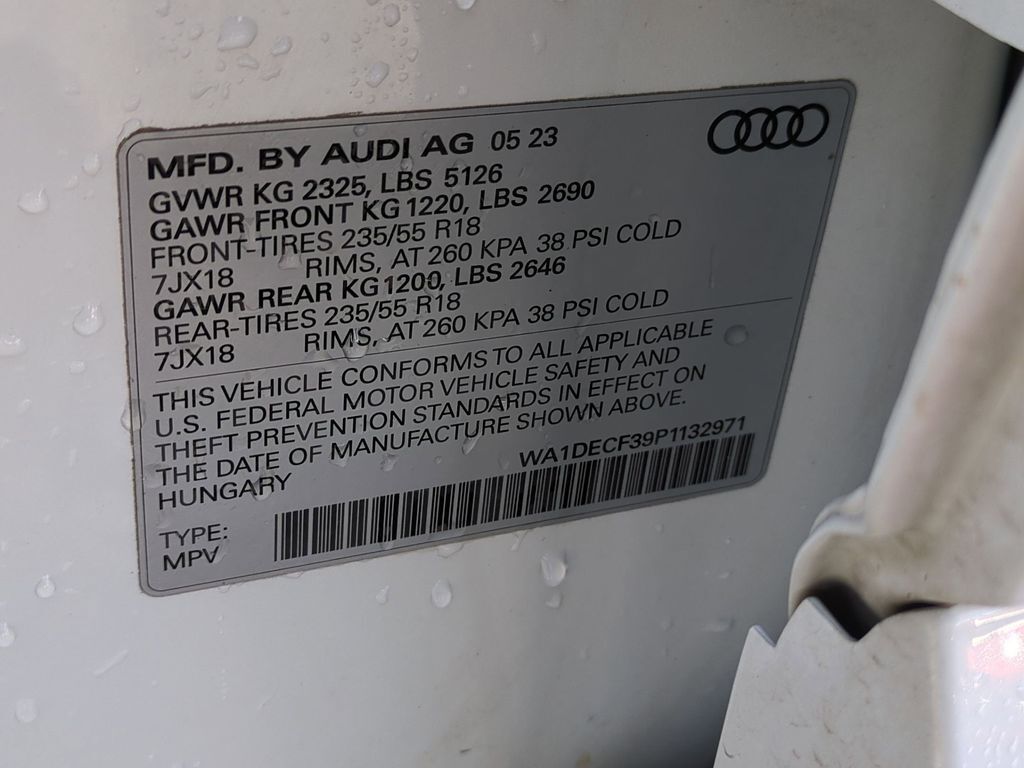 MFD. BY AUDI AG 05 23
GVWR KG 2325, LBS 5126
GAWR FRONT KG 1220, LBS 2690
FRONT-TIRES 235/55 R18
7JX18 RIMS, AT 260 KPA 38 PSI COLD
GAWR REAR KG 1200, LBS 2646
REAR-TIRES 235/55 R18
7JX18 RIMS, AT 260 KPA 38 PSI COLD
THIS VEHICLE CONFORMS TO ALL APPLICABLE
U.S. FEDERAL MOTOR VEHICLE SAFETY AND
THEFT PREVENTION STANDARDS IN EFFECT ON
THE DATE OF MANUFACTURE SHOWN ABOVE.
HUNGARY WA1DECF39P1132971
TYPE:
MPV